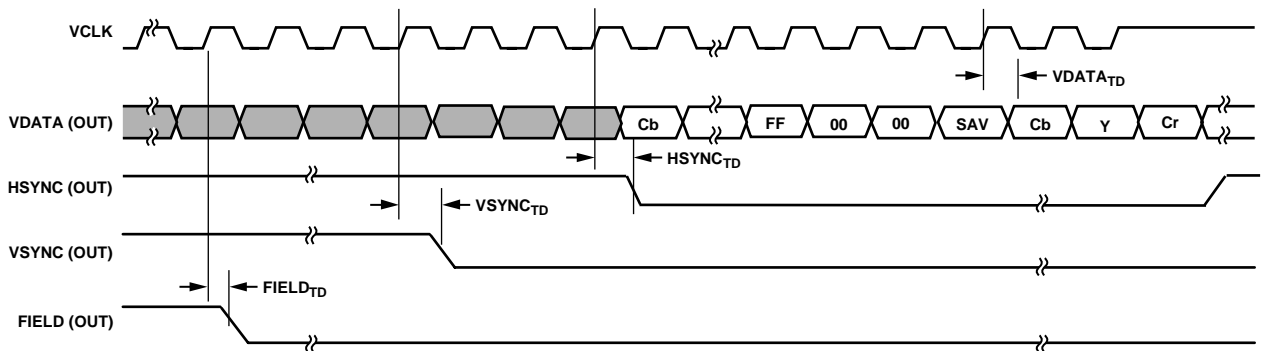 VCLK
VDATA_TD
VDATA (OUT)
Cb FF 00 00 SAV Cb Y Cr
HSYNC_TD
HSYNC (OUT)
VSYNC_TD
VSYNC (OUT)
FIELD_TD
FIELD (OUT)